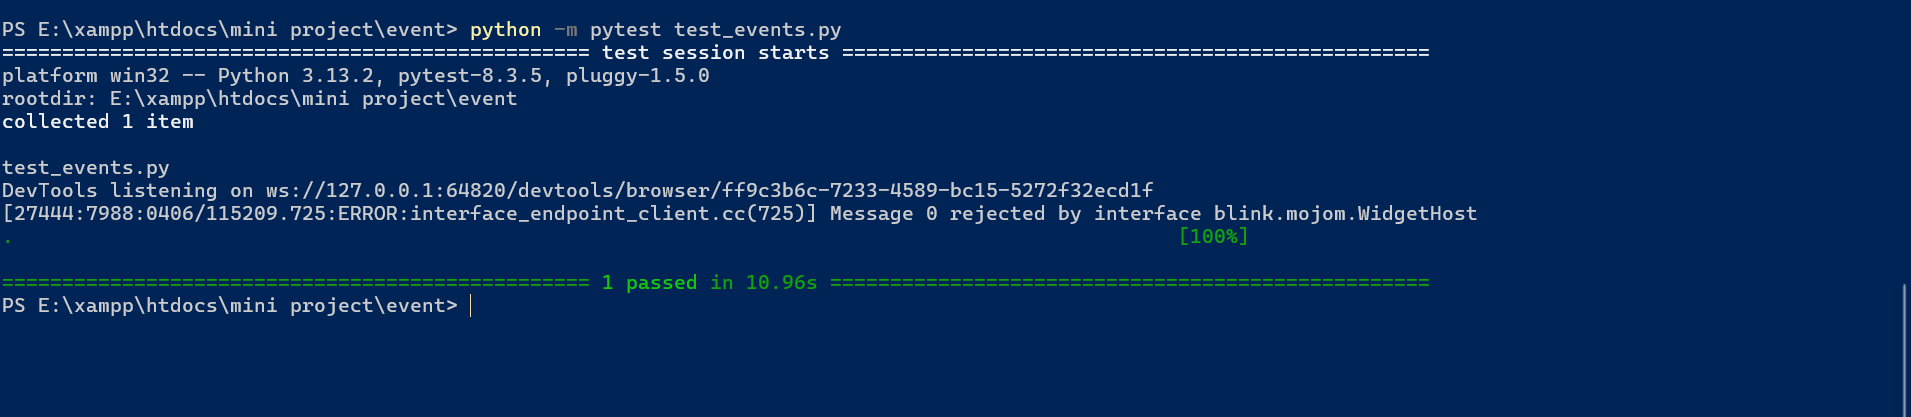 PS E:\xampp\htdocs\mini project\event> python -m pytest test_events.py
================================================= test session starts =================================================
platform win32 -- Python 3.13.2, pytest-8.3.5, pluggy-1.5.0
rootdir: E:\xampp\htdocs\mini project\event
collected 1 item
test_events.py
DevTools listening on ws://127.0.0.1:64820/devtools/browser/ff9c3b6c-7233-4589-bc15-5272f32ecd1f
[27444:7988:0406/115209.725:ERROR:interface_endpoint_client.cc(725)] Message 0 rejected by interface blink.mojom.WidgetHost
. [100%]
================================================= 1 passed in 10.96s ==================================================
PS E:\xampp\htdocs\mini project\event>